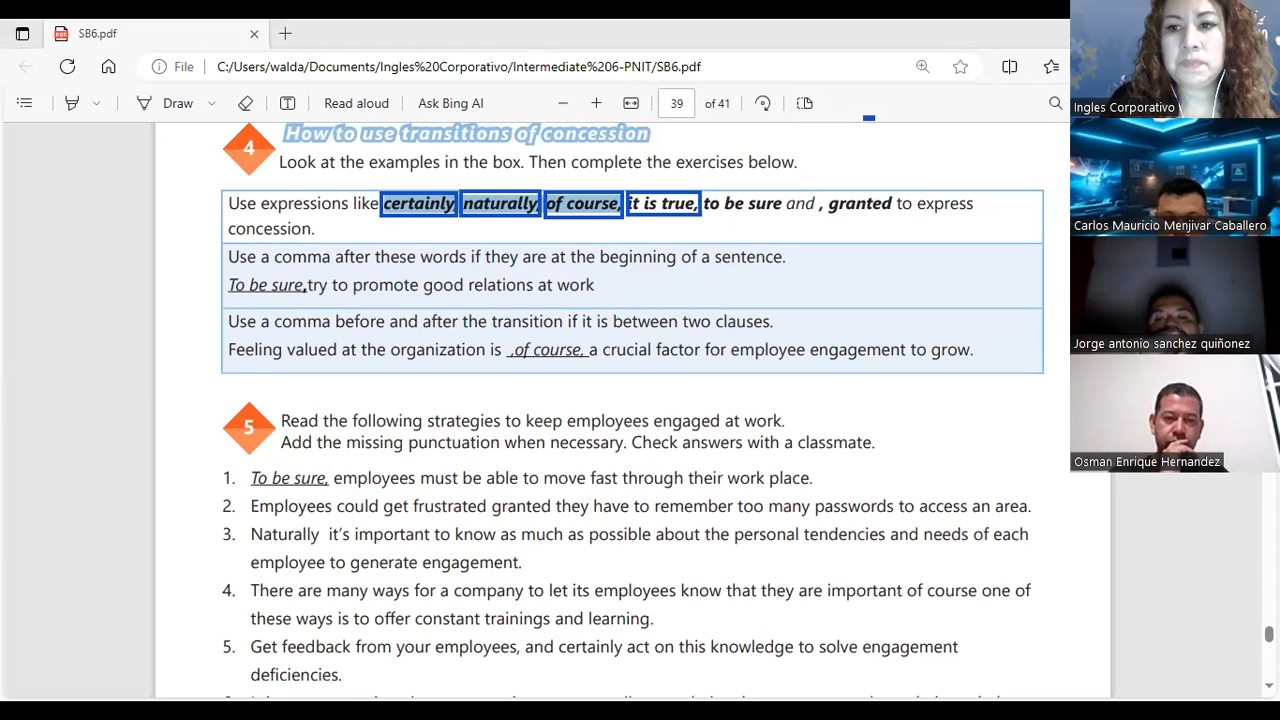 SB6.pdf
File C:/Users/walda/Documents/Ingles%20Corporativo/Intermediate%206-PNIT/SB6.pdf
Draw Read aloud Ask Bing AI 39 of 41
4 How to use transitions of concession
Look at the examples in the box. Then complete the exercises below.
Use expressions like certainly, naturally, of course, it is true, to be sure and , granted to express
concession.
Use a comma after these words if they are at the beginning of a sentence.
To be sure,try to promote good relations at work
Use a comma before and after the transition if it is between two clauses.
Feeling valued at the organization is ,of course, a crucial factor for employee engagement to grow.
5 Read the following strategies to keep employees engaged at work.
Add the missing punctuation when necessary. Check answers with a classmate.
1. To be sure, employees must be able to move fast through their work place.
2. Employees could get frustrated granted they have to remember too many passwords to access an area.
3. Naturally it’s important to know as much as possible about the personal tendencies and needs of each
employee to generate engagement.
4. There are many ways for a company to let its employees know that they are important of course one of
these ways is to offer constant trainings and learning.
5. Get feedback from your employees, and certainly act on this knowledge to solve engagement
deficiencies.
Ingles Corporativo
Carlos Mauricio Menjivar Caballero
Jorge antonio sanchez quiñonez
Osman Enrique Hernandez